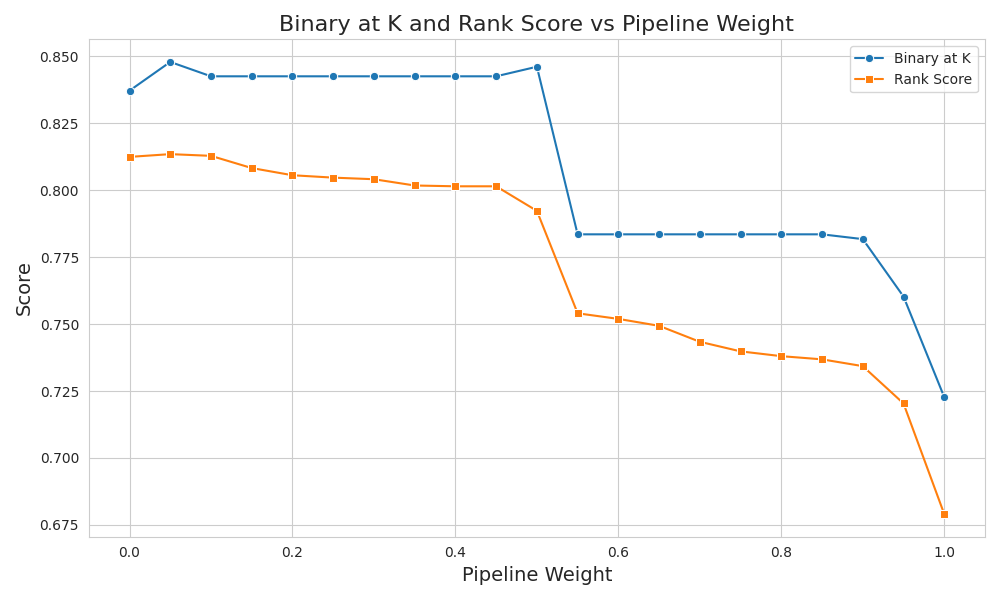 Binary at K and Rank Score vs Pipeline Weight
Binary at K
Rank Score
0.850
0.825
0.800
0.775
0.750
0.725
0.700
0.675
Score
0.0
0.2
0.4
0.6
0.8
1.0
Pipeline Weight